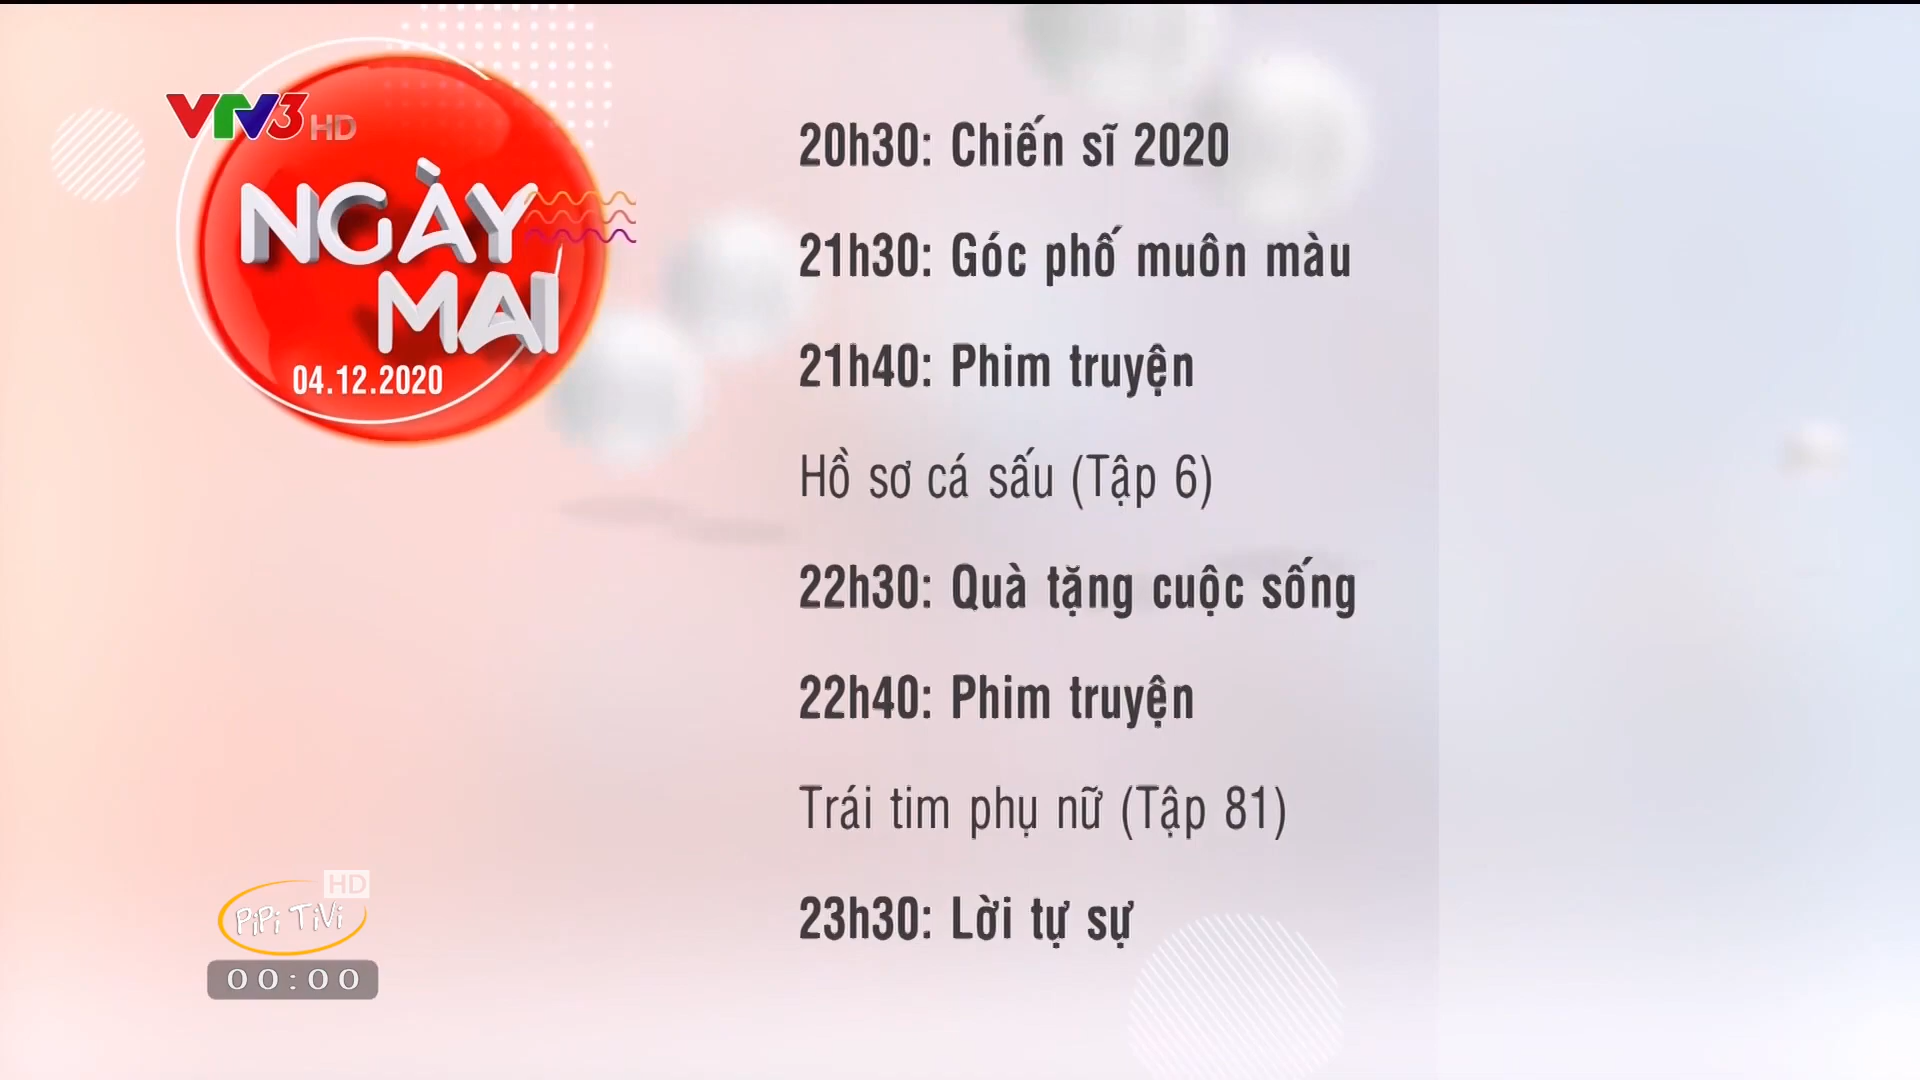 VTV3 HD
NGÀY
MAI
04.12.2020
20h30: Chiến sĩ 2020
21h30: Góc phố muôn màu
21h40: Phim truyện
Hồ sơ cá sấu (Tập 6)
22h30: Quà tặng cuộc sống
22h40: Phim truyện
Trái tim phụ nữ (Tập 81)
23h30: Lời tự sự
HD
PiPi TiVi
00:00